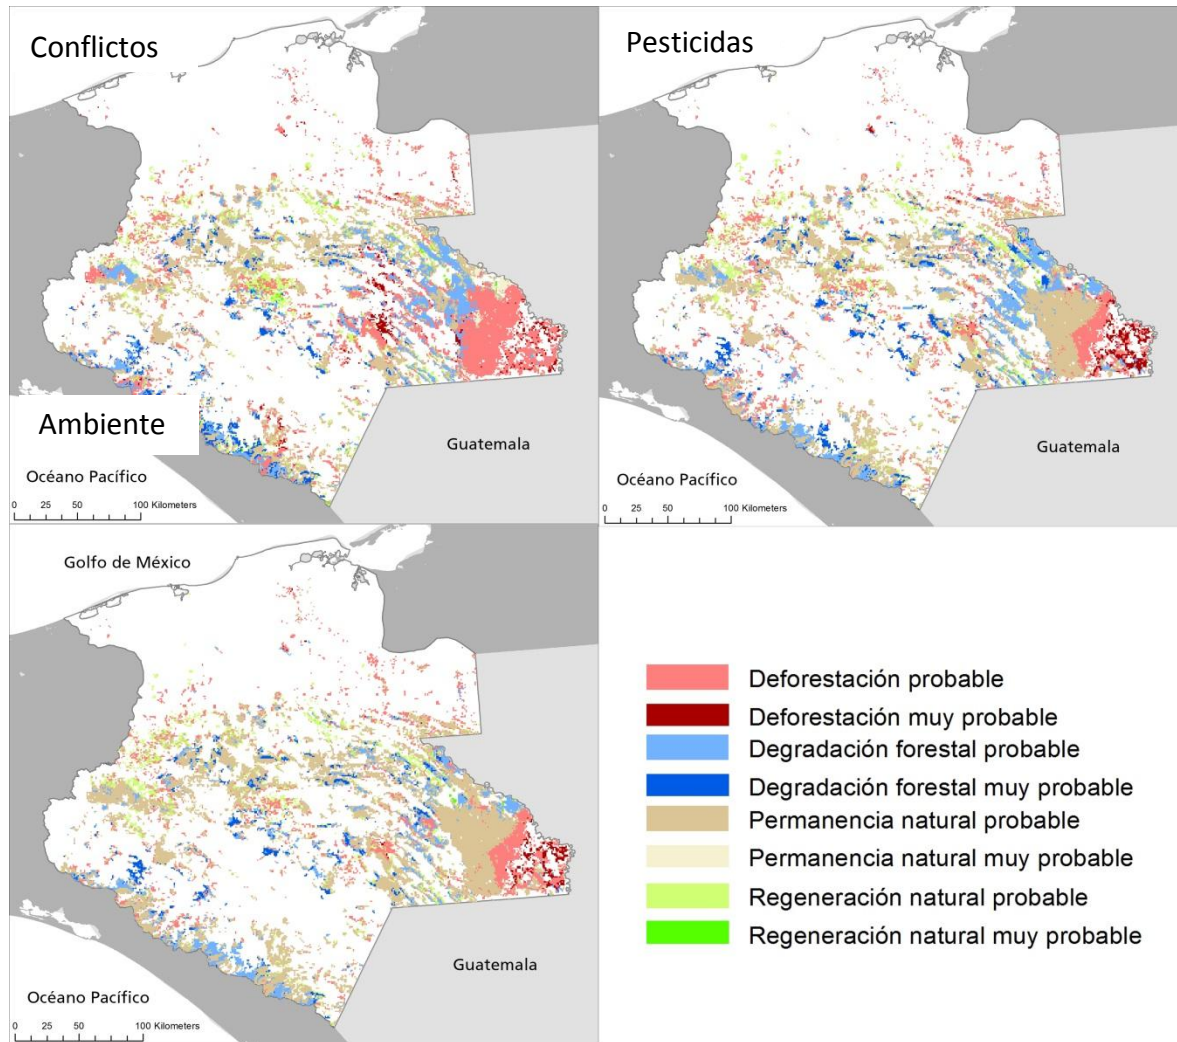 Conflictos
Pesticidas
Ambiente
Guatemala
Océano Pacífico
0 25 50 100 Kilometers
Guatemala
Océano Pacífico
0 25 50 100 Kilometers
Golfo de México
Guatemala
Océano Pacífico
0 25 50 100 Kilometers
Deforestación probable
Deforestación muy probable
Degradación forestal probable
Degradación forestal muy probable
Permanencia natural probable
Permanencia natural muy probable
Regeneración natural probable
Regeneración natural muy probable